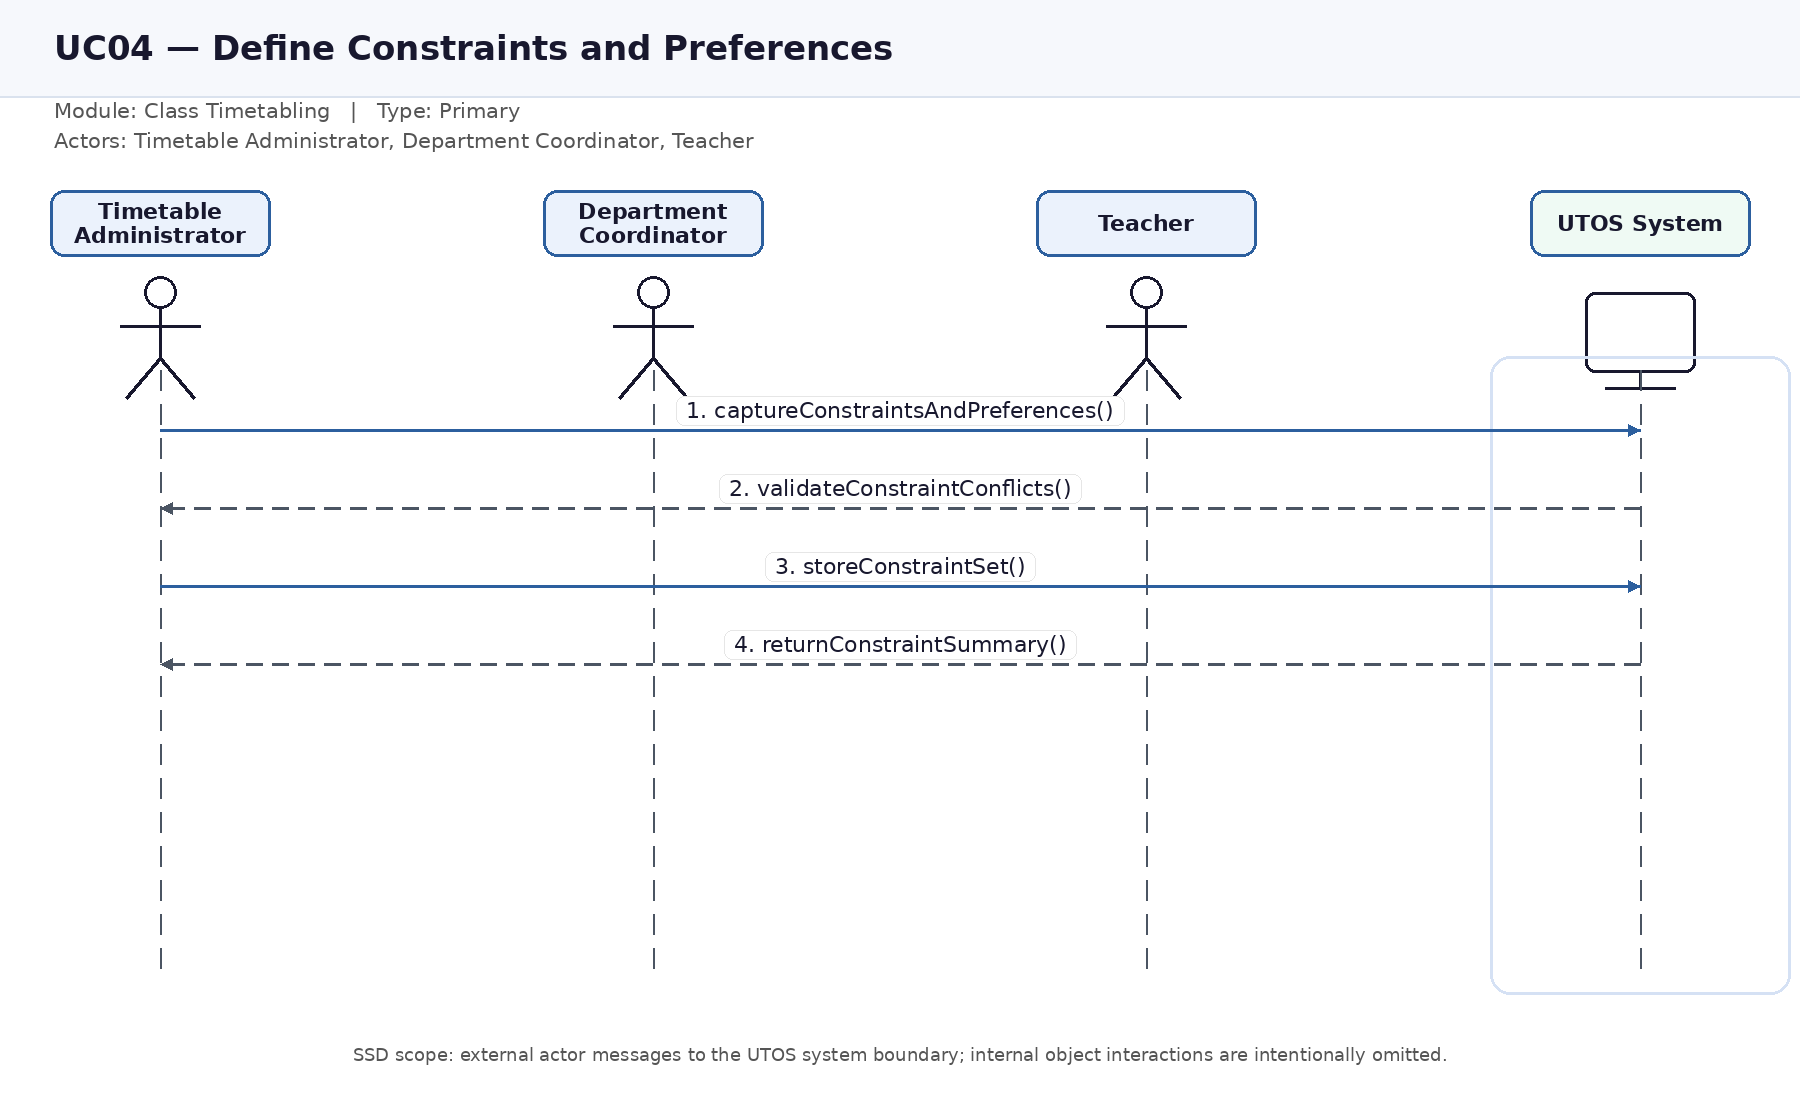 UC04 — Define Constraints and Preferences
Module: Class Timetabling | Type: Primary
Actors: Timetable Administrator, Department Coordinator, Teacher
Timetable
Administrator
Department
Coordinator
Teacher
UTOS System
1. captureConstraintsAndPreferences()
2. validateConstraintConflicts()
3. storeConstraintSet()
4. returnConstraintSummary()
SSD scope: external actor messages to the UTOS system boundary; internal object interactions are intentionally omitted.